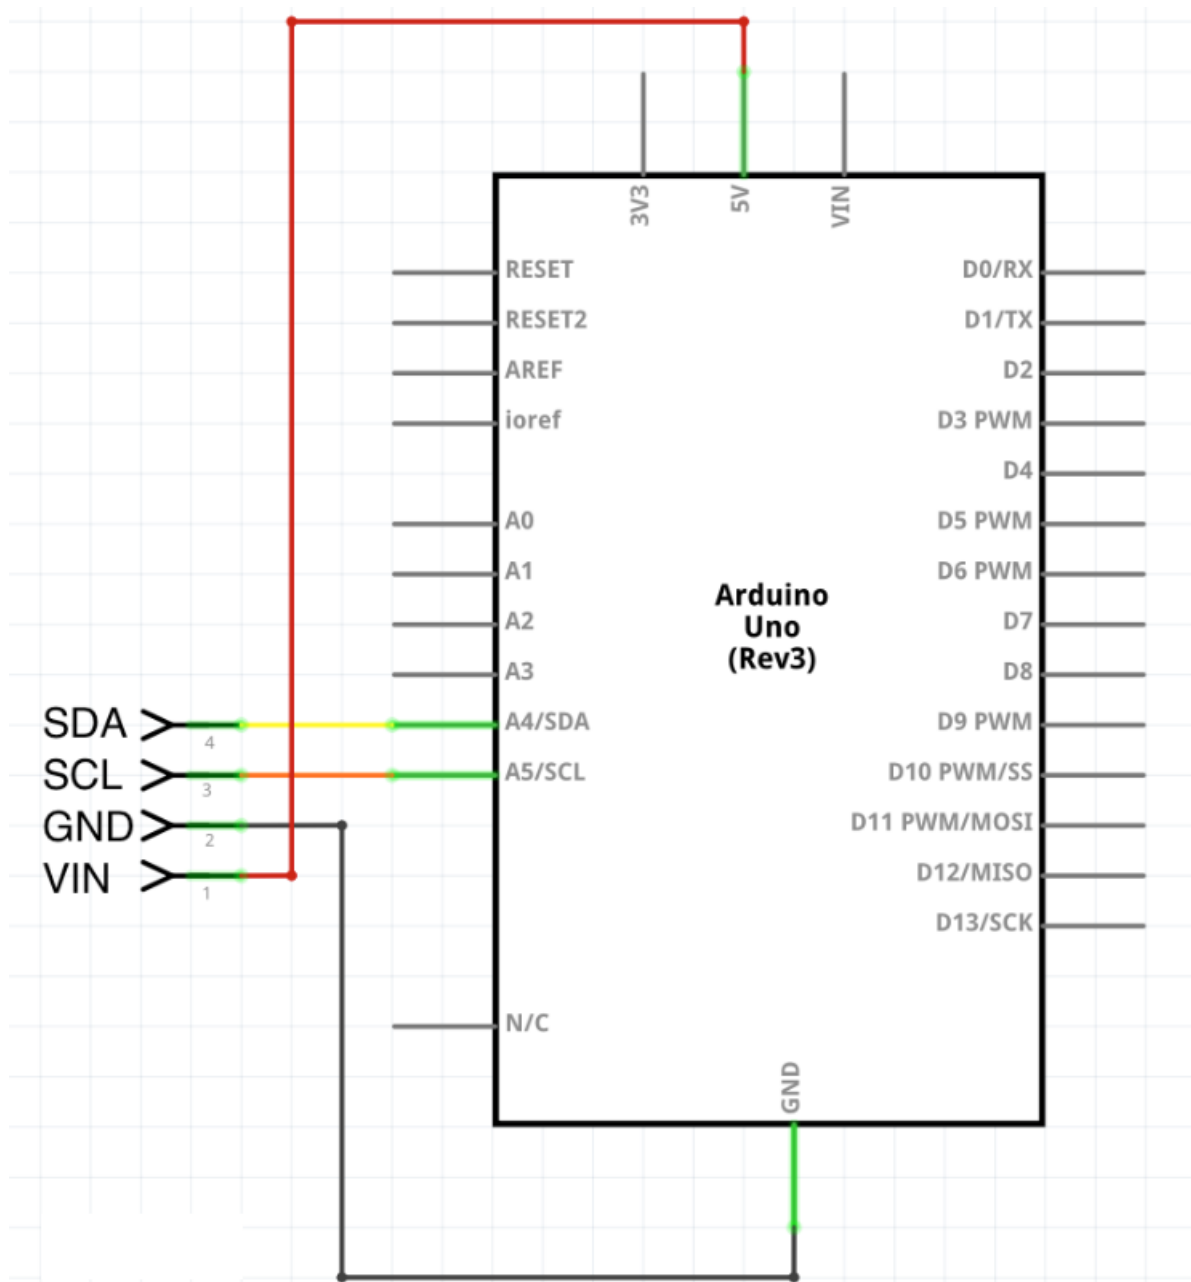 3V3
5V
VIN
RESET
D0/RX
RESET2
D1/TX
AREF
D2
ioref
D3 PWM
D4
A0
D5 PWM
A1
D6 PWM
Arduino
Uno
(Rev3)
A2
D7
A3
D8
SDA
4
A4/SDA
D9 PWM
SCL
3
A5/SCL
D10 PWM/SS
GND
2
D11 PWM/MOSI
VIN
1
D12/MISO
D13/SCK
N/C
GND